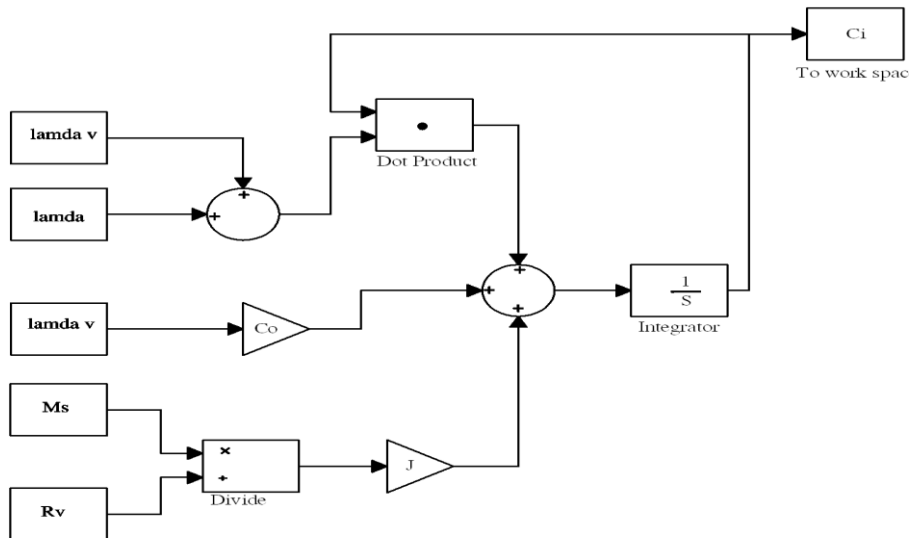 Ci
To work spac
lamda v
•
Dot Product
+
lamda
+
+
lamda v
Co
+
+
1
S
Integrator
Ms
×
÷
J
Divide
Rv